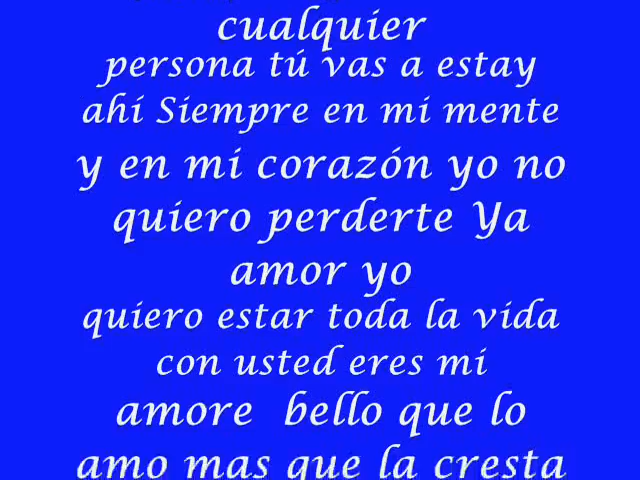 cualquier
persona tú vas a estay
ahí Siempre en mi mente
y en mi corazón yo no
quiero perderte Ya
amor yo
quiero estar toda la vida
con usted eres mi
amore bello que lo
amo mas que la cresta